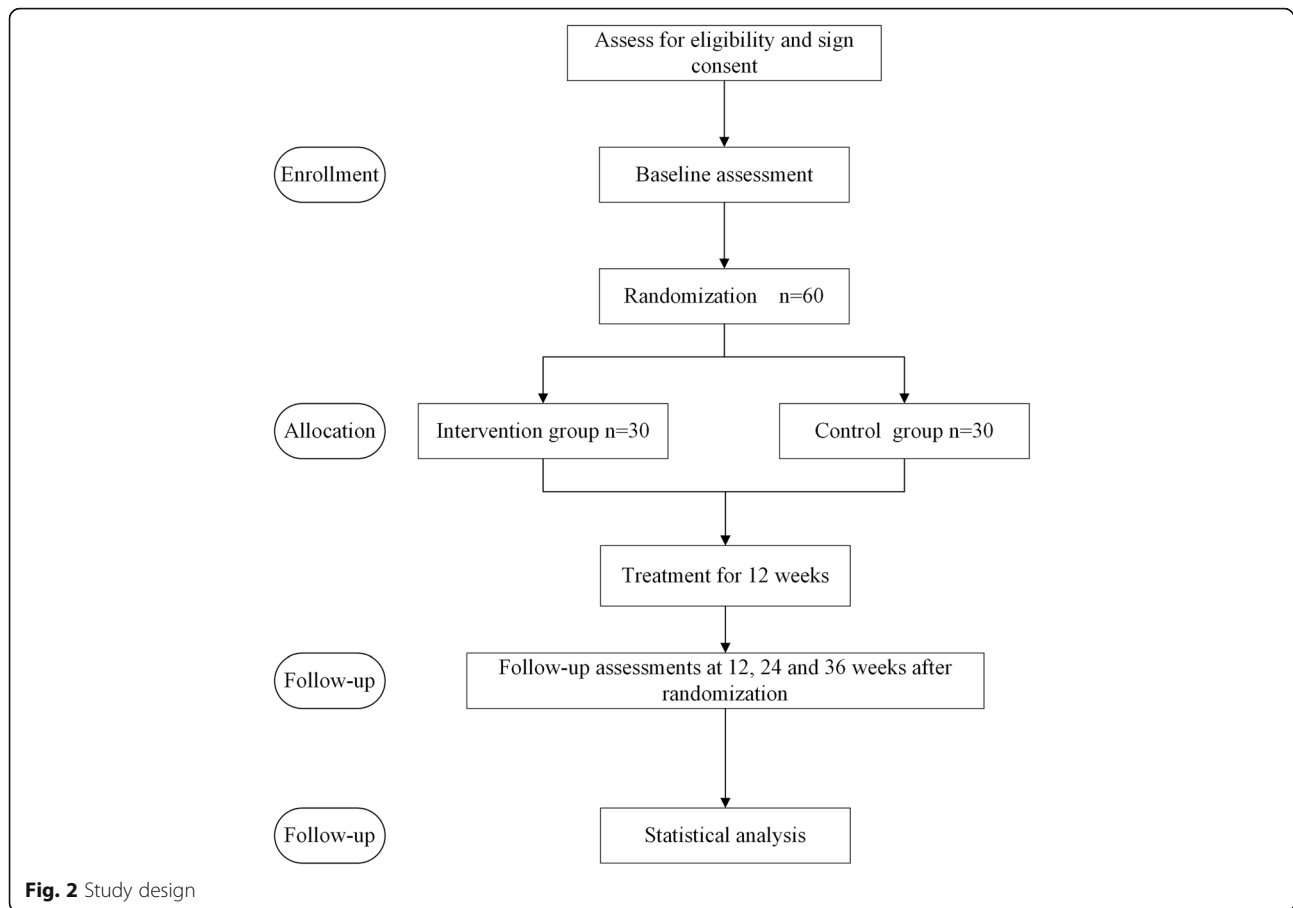 Assess for eligibility and sign
consent
Enrollment
Baseline assessment
Randomization n=60
Allocation
Intervention group n=30
Control group n=30
Treatment for 12 weeks
Follow-up
Follow-up assessments at 12, 24 and 36 weeks after
randomization
Follow-up
Statistical analysis
Fig. 2 Study design